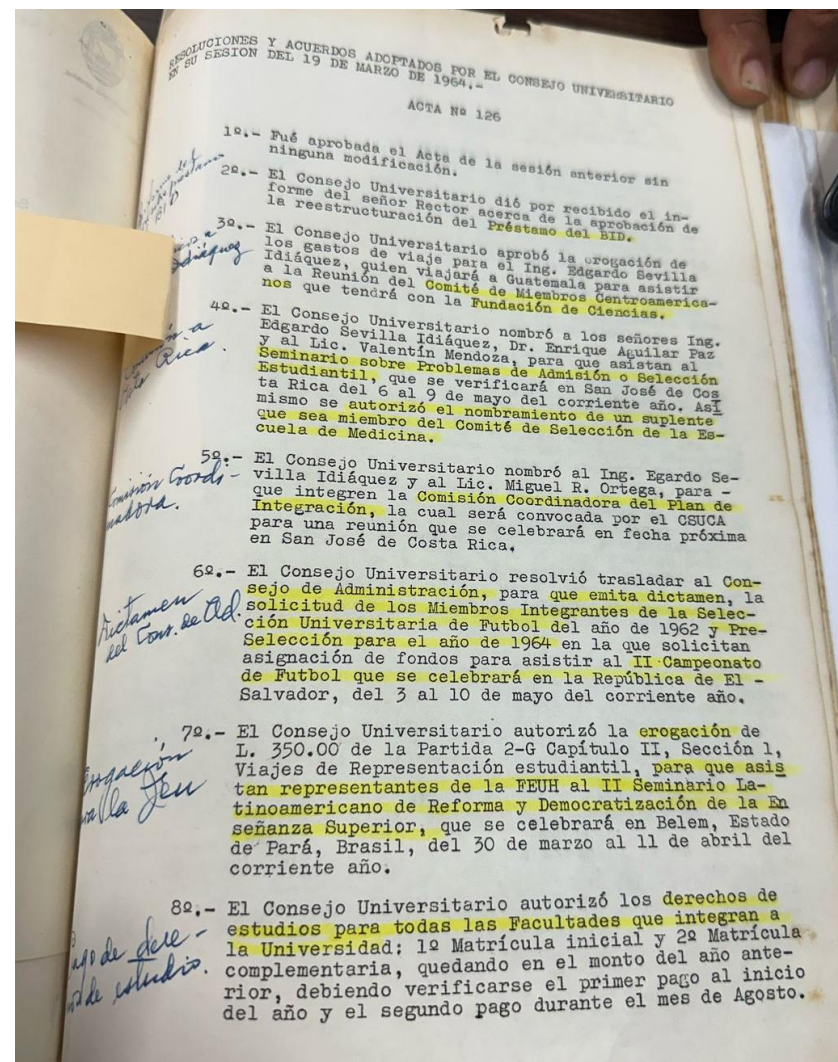 RESOLUCIONES Y ACUERDOS ADOPTADOS POR EL CONSEJO UNIVERSITARIO
EN SU SESION DEL 19 DE MARZO DE 1964.-
ACTA Nº 126
1º.- Fué aprobada el Acta de la sesión anterior sin
ninguna modificación.
2º.- El Consejo Universitario dió por recibido el in-
forme del señor Rector acerca de la aprobación de
la reestructuración del Préstamo del BID.
3º.- El Consejo Universitario aprobó la erogación de
los gastos de viaje para el Ing. Edgardo Sevilla
Idiáquez, quien viajará a Guatemala para asistir
a la Reunión del Comité de Miembros Centroamerica-
nos que tendrá con la Fundación de Ciencias.
4º.- El Consejo Universitario nombró a los señores Ing.
Edgardo Sevilla Idiáquez, Dr. Enrique Aguilar Paz
y al Lic. Valentín Mendoza, para que asistan al
Seminario sobre Problemas de Admisión o Selección
Estudiantil, que se verificará en San José de Cos
ta Rica del 6 al 9 de mayo del corriente año. Así
mismo se autorizó el nombramiento de un suplente
que sea miembro del Comité de Selección de la Es-
cuela de Medicina.
Costa Rica.
5º.- El Consejo Universitario nombró al Ing. Egardo Se-
villa Idiáquez y al Lic. Miguel R. Ortega, para -
que integren la Comisión Coordinadora del Plan de
Integración, la cual será convocada por el CSUCA
para una reunión que se celebrará en fecha próxima
en San José de Costa Rica.
Comisión Coordi-
nadora.
6º.- El Consejo Universitario resolvió trasladar al Con-
sejo de Administración, para que emita dictamen, la
solicitud de los Miembros Integrantes de la Selec-
ción Universitaria de Futbol del año de 1962 y Pre-
Selección para el año de 1964 en la que solicitan
asignación de fondos para asistir al II Campeonato
de Futbol que se celebrará en la República de El -
Salvador, del 3 al 10 de mayo del corriente año.
Dictamen
del Cons. de Ad.
7º.- El Consejo Universitario autorizó la erogación de
L. 350.00 de la Partida 2-G Capítulo II, Sección 1,
Viajes de Representación estudiantil, para que asis
tan representantes de la FEUH al II Seminario La-
tinoamericano de Reforma y Democratización de la En
señanza Superior, que se celebrará en Belem, Estado
de Pará, Brasil, del 30 de marzo al 11 de abril del
corriente año.
Erogación
la Feu
8º.- El Consejo Universitario autorizó los derechos de
estudios para todas las Facultades que integran a
la Universidad: 1º Matrícula inicial y 2º Matrícula
complementaria, quedando en el monto del año ante-
rior, debiendo verificarse el primer pago al inicio
del año y el segundo pago durante el mes de Agosto.
de dere-
de estudio.